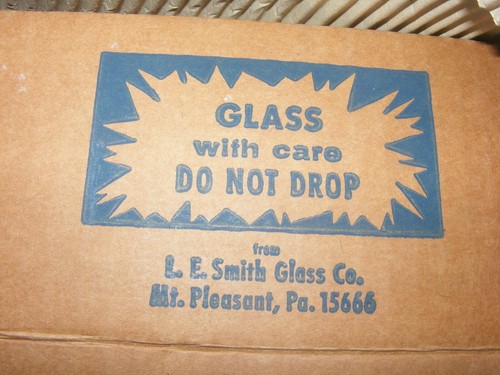 GLASS
with care
DO NOT DROP
from
L. E. Smith Glass Co.
Mt. Pleasant, Pa. 15666